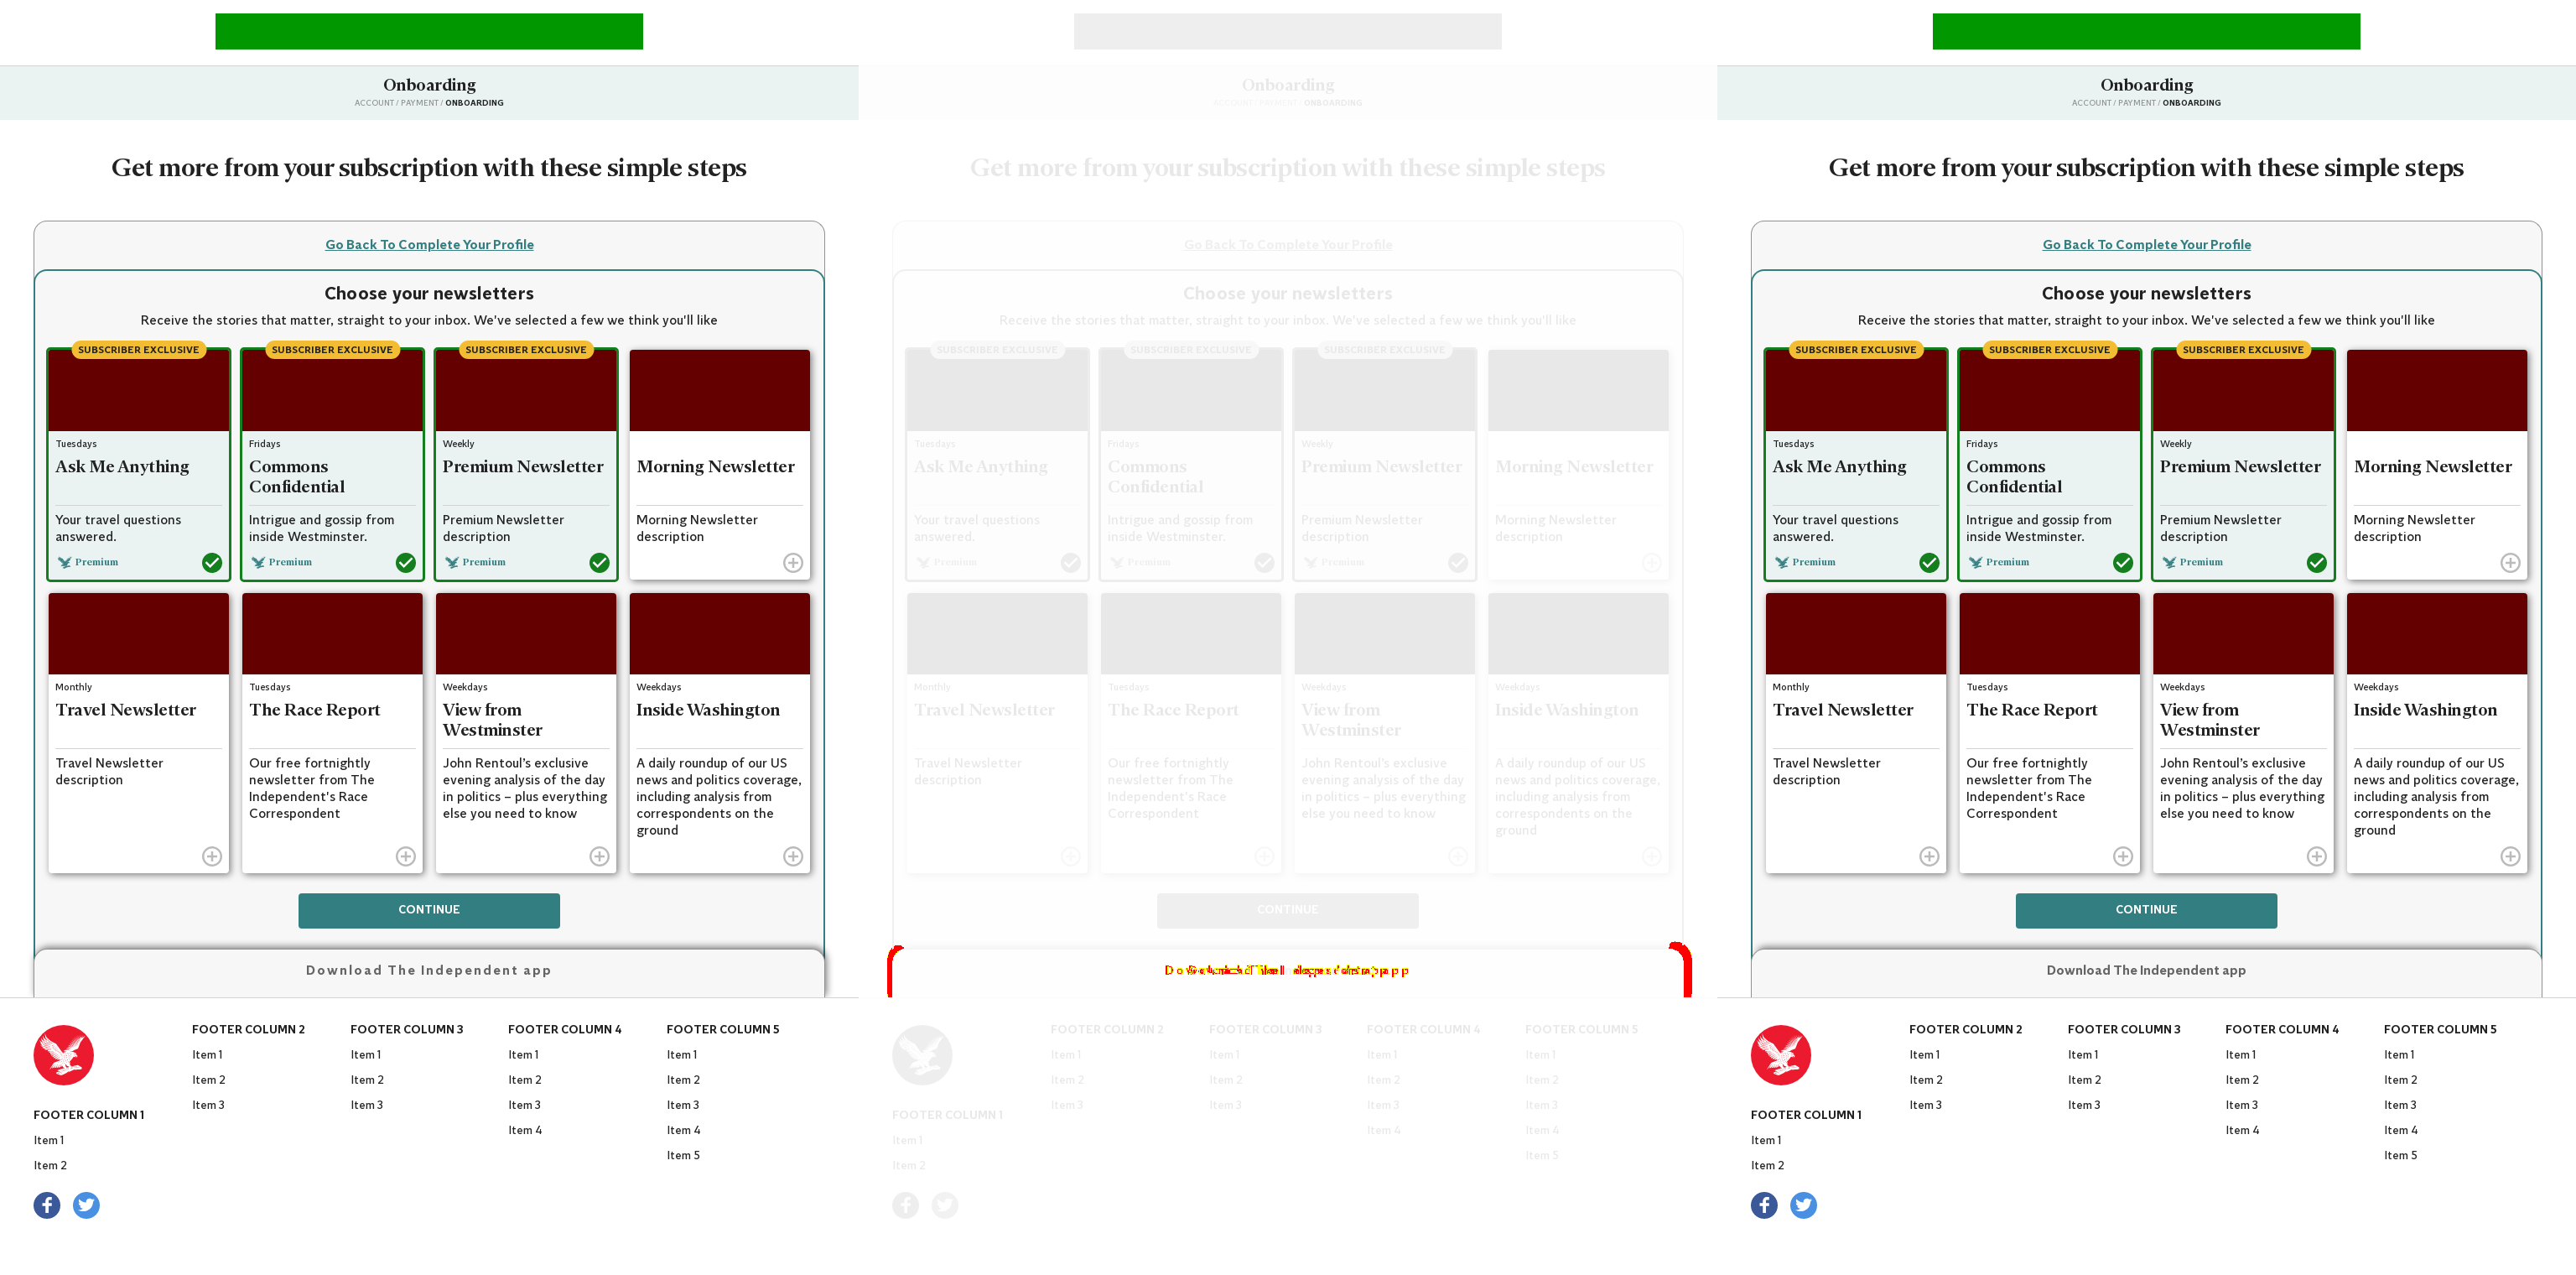 Onboarding
ACCOUNT / PAYMENT / ONBOARDING
Get more from your subscription with these simple steps
Go Back To Complete Your Profile
Choose your newsletters
Receive the stories that matter, straight to your inbox. We've selected a few we think you'll like
SUBSCRIBER EXCLUSIVE
Tuesdays
Ask Me Anything
Your travel questions
answered.
Premium
SUBSCRIBER EXCLUSIVE
Fridays
Commons
Confidential
Intrigue and gossip from
inside Westminster.
Premium
SUBSCRIBER EXCLUSIVE
Weekly
Premium Newsletter
Premium Newsletter
description
Premium
Morning Newsletter
Morning Newsletter
description
Monthly
Travel Newsletter
Travel Newsletter
description
Tuesdays
The Race Report
Our free fortnightly
newsletter from The
Independent's Race
Correspondent
Weekdays
View from
Westminster
John Rentoul’s exclusive
evening analysis of the day
in politics – plus everything
else you need to know
Weekdays
Inside Washington
A daily roundup of our US
news and politics coverage,
including analysis from
correspondents on the
ground
CONTINUE
Download The Independent app
FOOTER COLUMN 1
Item 1
Item 2
FOOTER COLUMN 2
Item 1
Item 2
Item 3
FOOTER COLUMN 3
Item 1
Item 2
Item 3
FOOTER COLUMN 4
Item 1
Item 2
Item 3
Item 4
FOOTER COLUMN 5
Item 1
Item 2
Item 3
Item 4
Item 5
Onboarding
ACCOUNT / PAYMENT / ONBOARDING
Get more from your subscription with these simple steps
Go Back To Complete Your Profile
Choose your newsletters
Receive the stories that matter, straight to your inbox. We've selected a few we think you'll like
SUBSCRIBER EXCLUSIVE
Tuesdays
Ask Me Anything
Your travel questions
answered.
Premium
SUBSCRIBER EXCLUSIVE
Fridays
Commons
Confidential
Intrigue and gossip from
inside Westminster.
Premium
SUBSCRIBER EXCLUSIVE
Weekly
Premium Newsletter
Premium Newsletter
description
Premium
Morning Newsletter
Morning Newsletter
description
Monthly
Travel Newsletter
Travel Newsletter
description
Tuesdays
The Race Report
Our free fortnightly
newsletter from The
Independent's Race
Correspondent
Weekdays
View from
Westminster
John Rentoul’s exclusive
evening analysis of the day
in politics – plus everything
else you need to know
Weekdays
Inside Washington
A daily roundup of our US
news and politics coverage,
including analysis from
correspondents on the
ground
CONTINUE
FOOTER COLUMN 1
Item 1
Item 2
FOOTER COLUMN 2
Item 1
Item 2
Item 3
FOOTER COLUMN 3
Item 1
Item 2
Item 3
FOOTER COLUMN 4
Item 1
Item 2
Item 3
Item 4
FOOTER COLUMN 5
Item 1
Item 2
Item 3
Item 4
Item 5
Onboarding
ACCOUNT / PAYMENT / ONBOARDING
Get more from your subscription with these simple steps
Go Back To Complete Your Profile
Choose your newsletters
Receive the stories that matter, straight to your inbox. We've selected a few we think you'll like
SUBSCRIBER EXCLUSIVE
Tuesdays
Ask Me Anything
Your travel questions
answered.
Premium
SUBSCRIBER EXCLUSIVE
Fridays
Commons
Confidential
Intrigue and gossip from
inside Westminster.
Premium
SUBSCRIBER EXCLUSIVE
Weekly
Premium Newsletter
Premium Newsletter
description
Premium
Morning Newsletter
Morning Newsletter
description
Monthly
Travel Newsletter
Travel Newsletter
description
Tuesdays
The Race Report
Our free fortnightly
newsletter from The
Independent's Race
Correspondent
Weekdays
View from
Westminster
John Rentoul’s exclusive
evening analysis of the day
in politics – plus everything
else you need to know
Weekdays
Inside Washington
A daily roundup of our US
news and politics coverage,
including analysis from
correspondents on the
ground
CONTINUE
Download The Independent app
FOOTER COLUMN 1
Item 1
Item 2
FOOTER COLUMN 2
Item 1
Item 2
Item 3
FOOTER COLUMN 3
Item 1
Item 2
Item 3
FOOTER COLUMN 4
Item 1
Item 2
Item 3
Item 4
FOOTER COLUMN 5
Item 1
Item 2
Item 3
Item 4
Item 5